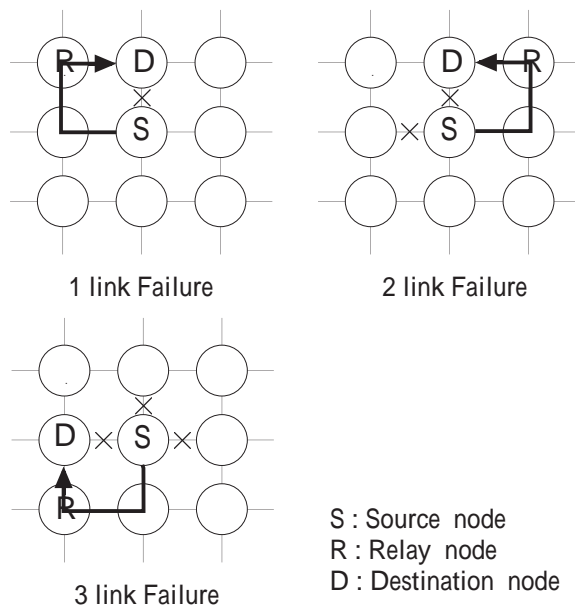 R D
S
1 link Failure
D R
S
2 link Failure
D S
R
3 link Failure
S : Source node
R : Relay node
D : Destination node